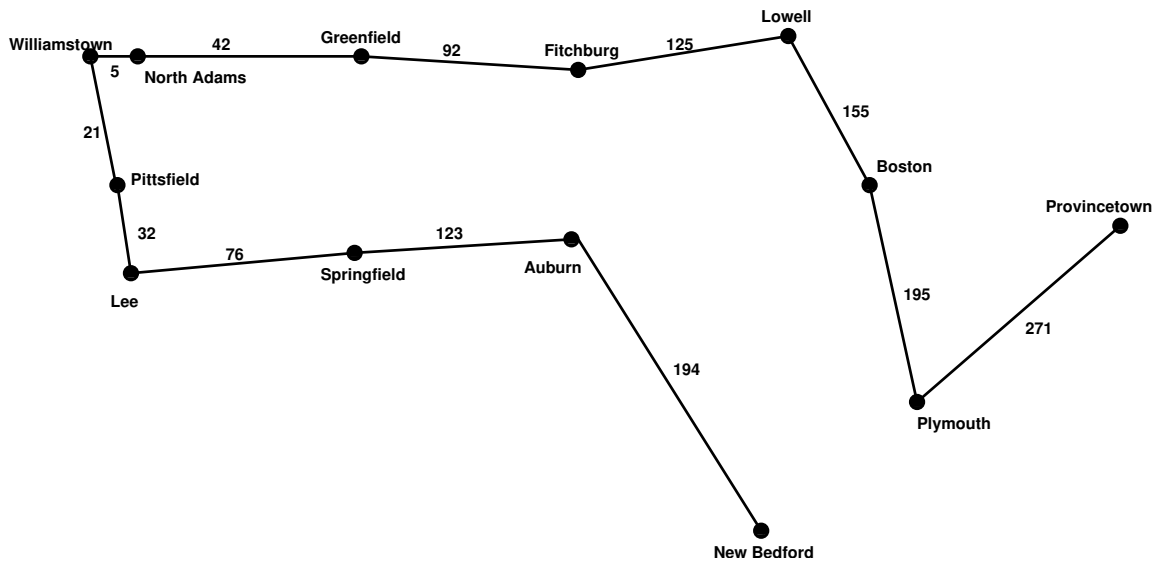 Lowell
Williamstown
42
Greenfield
92
Fitchburg
125
5
North Adams
155
21
Pittsfield
Boston
Provincetown
32
76
123
Springfield
Auburn
Lee
195
271
194
Plymouth
New Bedford